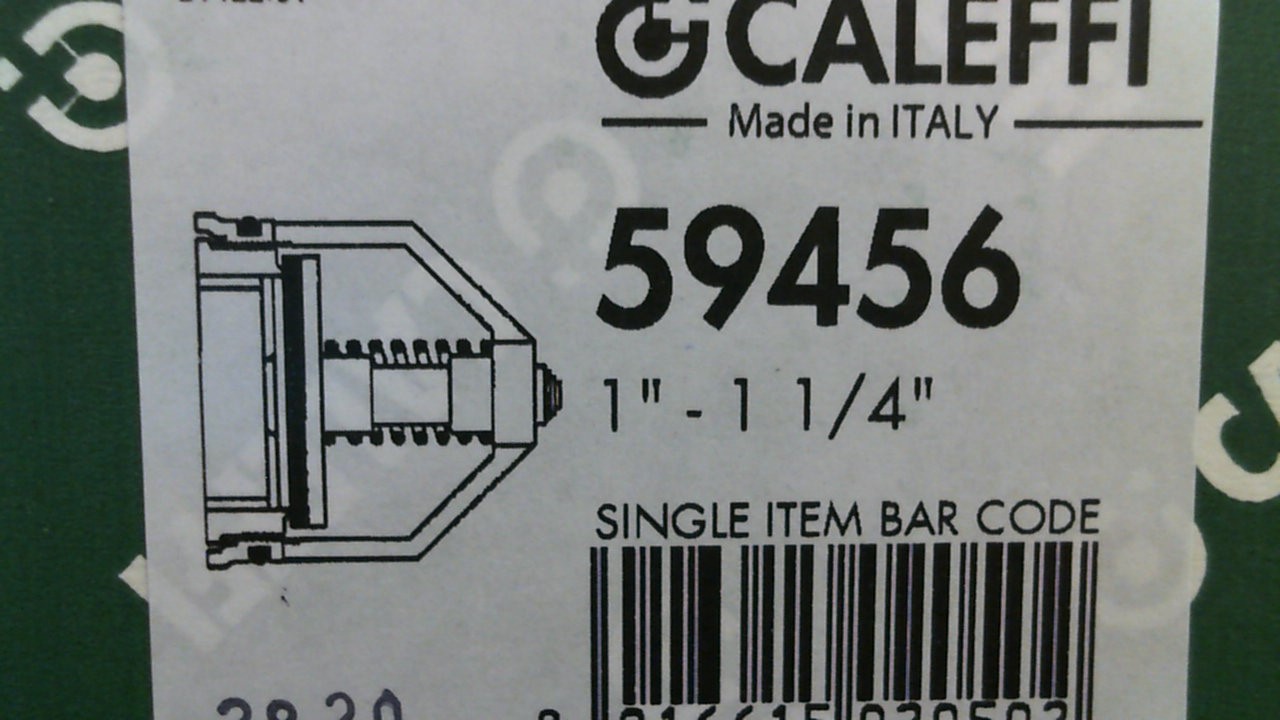 CALEFFI
Made in ITALY
59456
1" - 1 1/4"
SINGLE ITEM BAR CODE